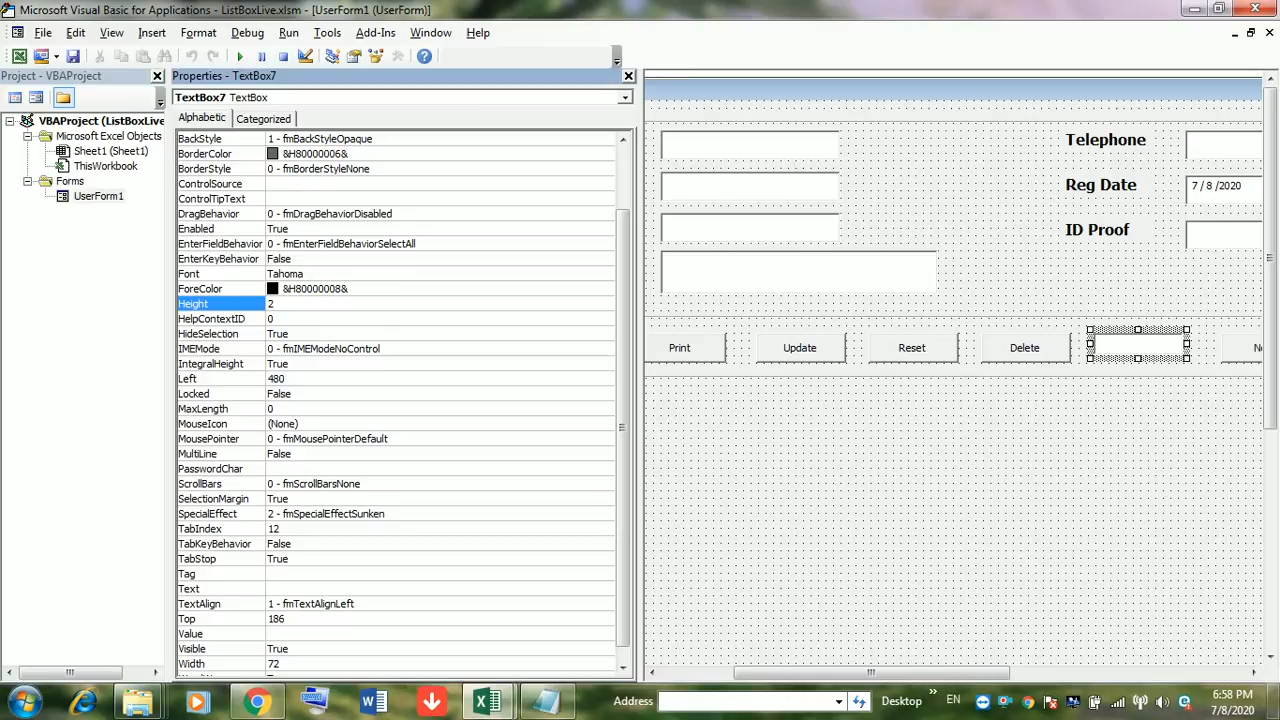 Microsoft Visual Basic for Applications - ListBoxLive.xlsm - [UserForm1 (UserForm)]
File Edit View Insert Format Debug Run Tools Add-Ins Window Help
Project - VBAProject
VBAProject (ListBoxLive
Microsoft Excel Objects
Sheet1 (Sheet1)
ThisWorkbook
Forms
UserForm1
Properties - TextBox7
TextBox7 TextBox
Alphabetic Categorized
BackStyle 1 - fmBackStyleOpaque
BorderColor &H80000006&
BorderStyle 0 - fmBorderStyleNone
ControlSource
ControlTipText
DragBehavior 0 - fmDragBehaviorDisabled
Enabled True
EnterFieldBehavior 0 - fmEnterFieldBehaviorSelectAll
EnterKeyBehavior False
Font Tahoma
ForeColor &H80000008&
Height 2
HelpContextID 0
HideSelection True
IMEMode 0 - fmIMEModeNoControl
IntegralHeight True
Left 480
Locked False
MaxLength 0
MouseIcon (None)
MousePointer 0 - fmMousePointerDefault
MultiLine False
PasswordChar
ScrollBars 0 - fmScrollBarsNone
SelectionMargin True
SpecialEffect 2 - fmSpecialEffectSunken
TabIndex 12
TabKeyBehavior False
TabStop True
Tag
Text
TextAlign 1 - fmTextAlignLeft
Top 186
Value
Visible True
Width 72
Telephone
Reg Date 7 / 8 /2020
ID Proof
Print Update Reset Delete
Address Desktop » EN
6:58 PM
7/8/2020